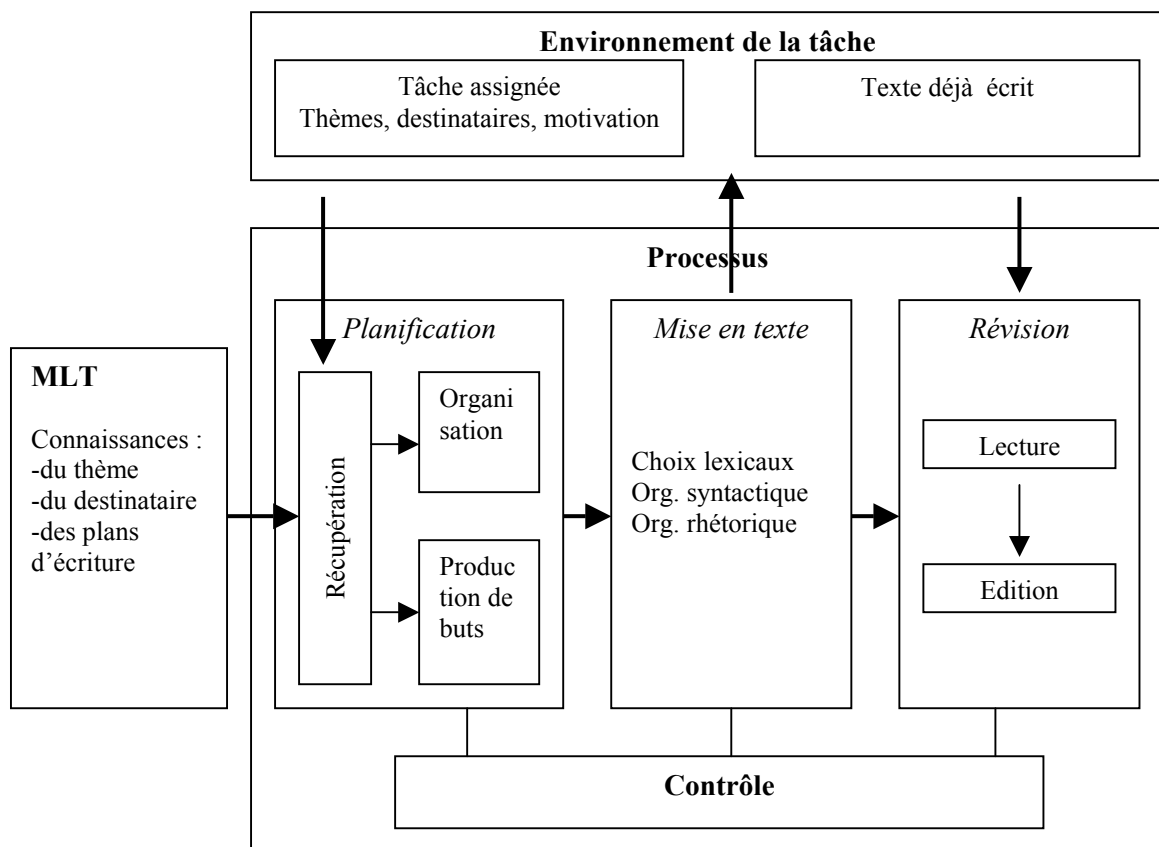 Environnement de la tâche
Tâche assignée
Thèmes, destinataires, motivation
Texte déjà écrit
Processus
Planification
Mise en texte
Révision
MLT
Connaissances :
-du thème
-du destinataire
-des plans
d’écriture
Récupération
Organi
sation
Produc
tion de
buts
Choix lexicaux
Org. syntactique
Org. rhétorique
Lecture
Edition
Contrôle